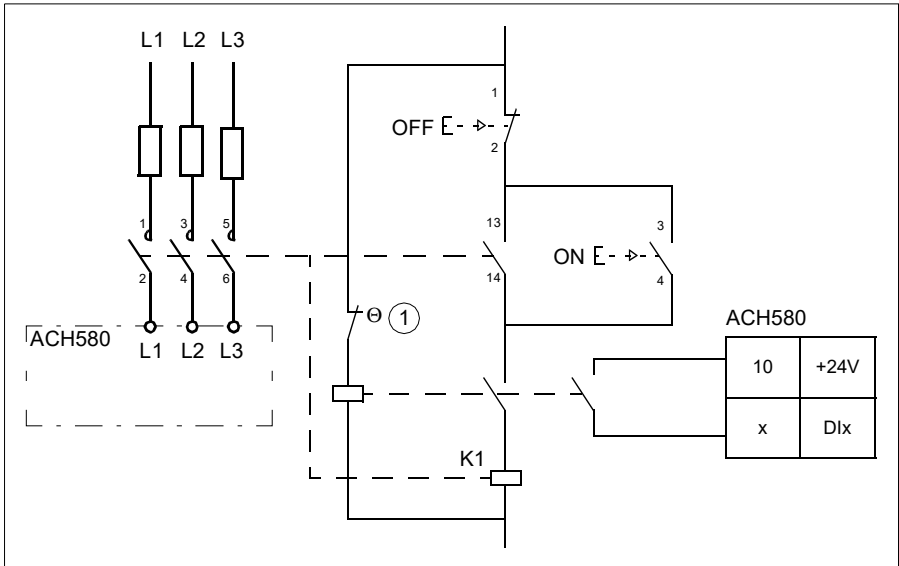 L1 L2 L3
1
OFF
2
13
3
1 3 5
ON
2 4 6
14
4
Θ 1
ACH580
ACH580
L1 L2 L3
10 +24V
x DIx
K1